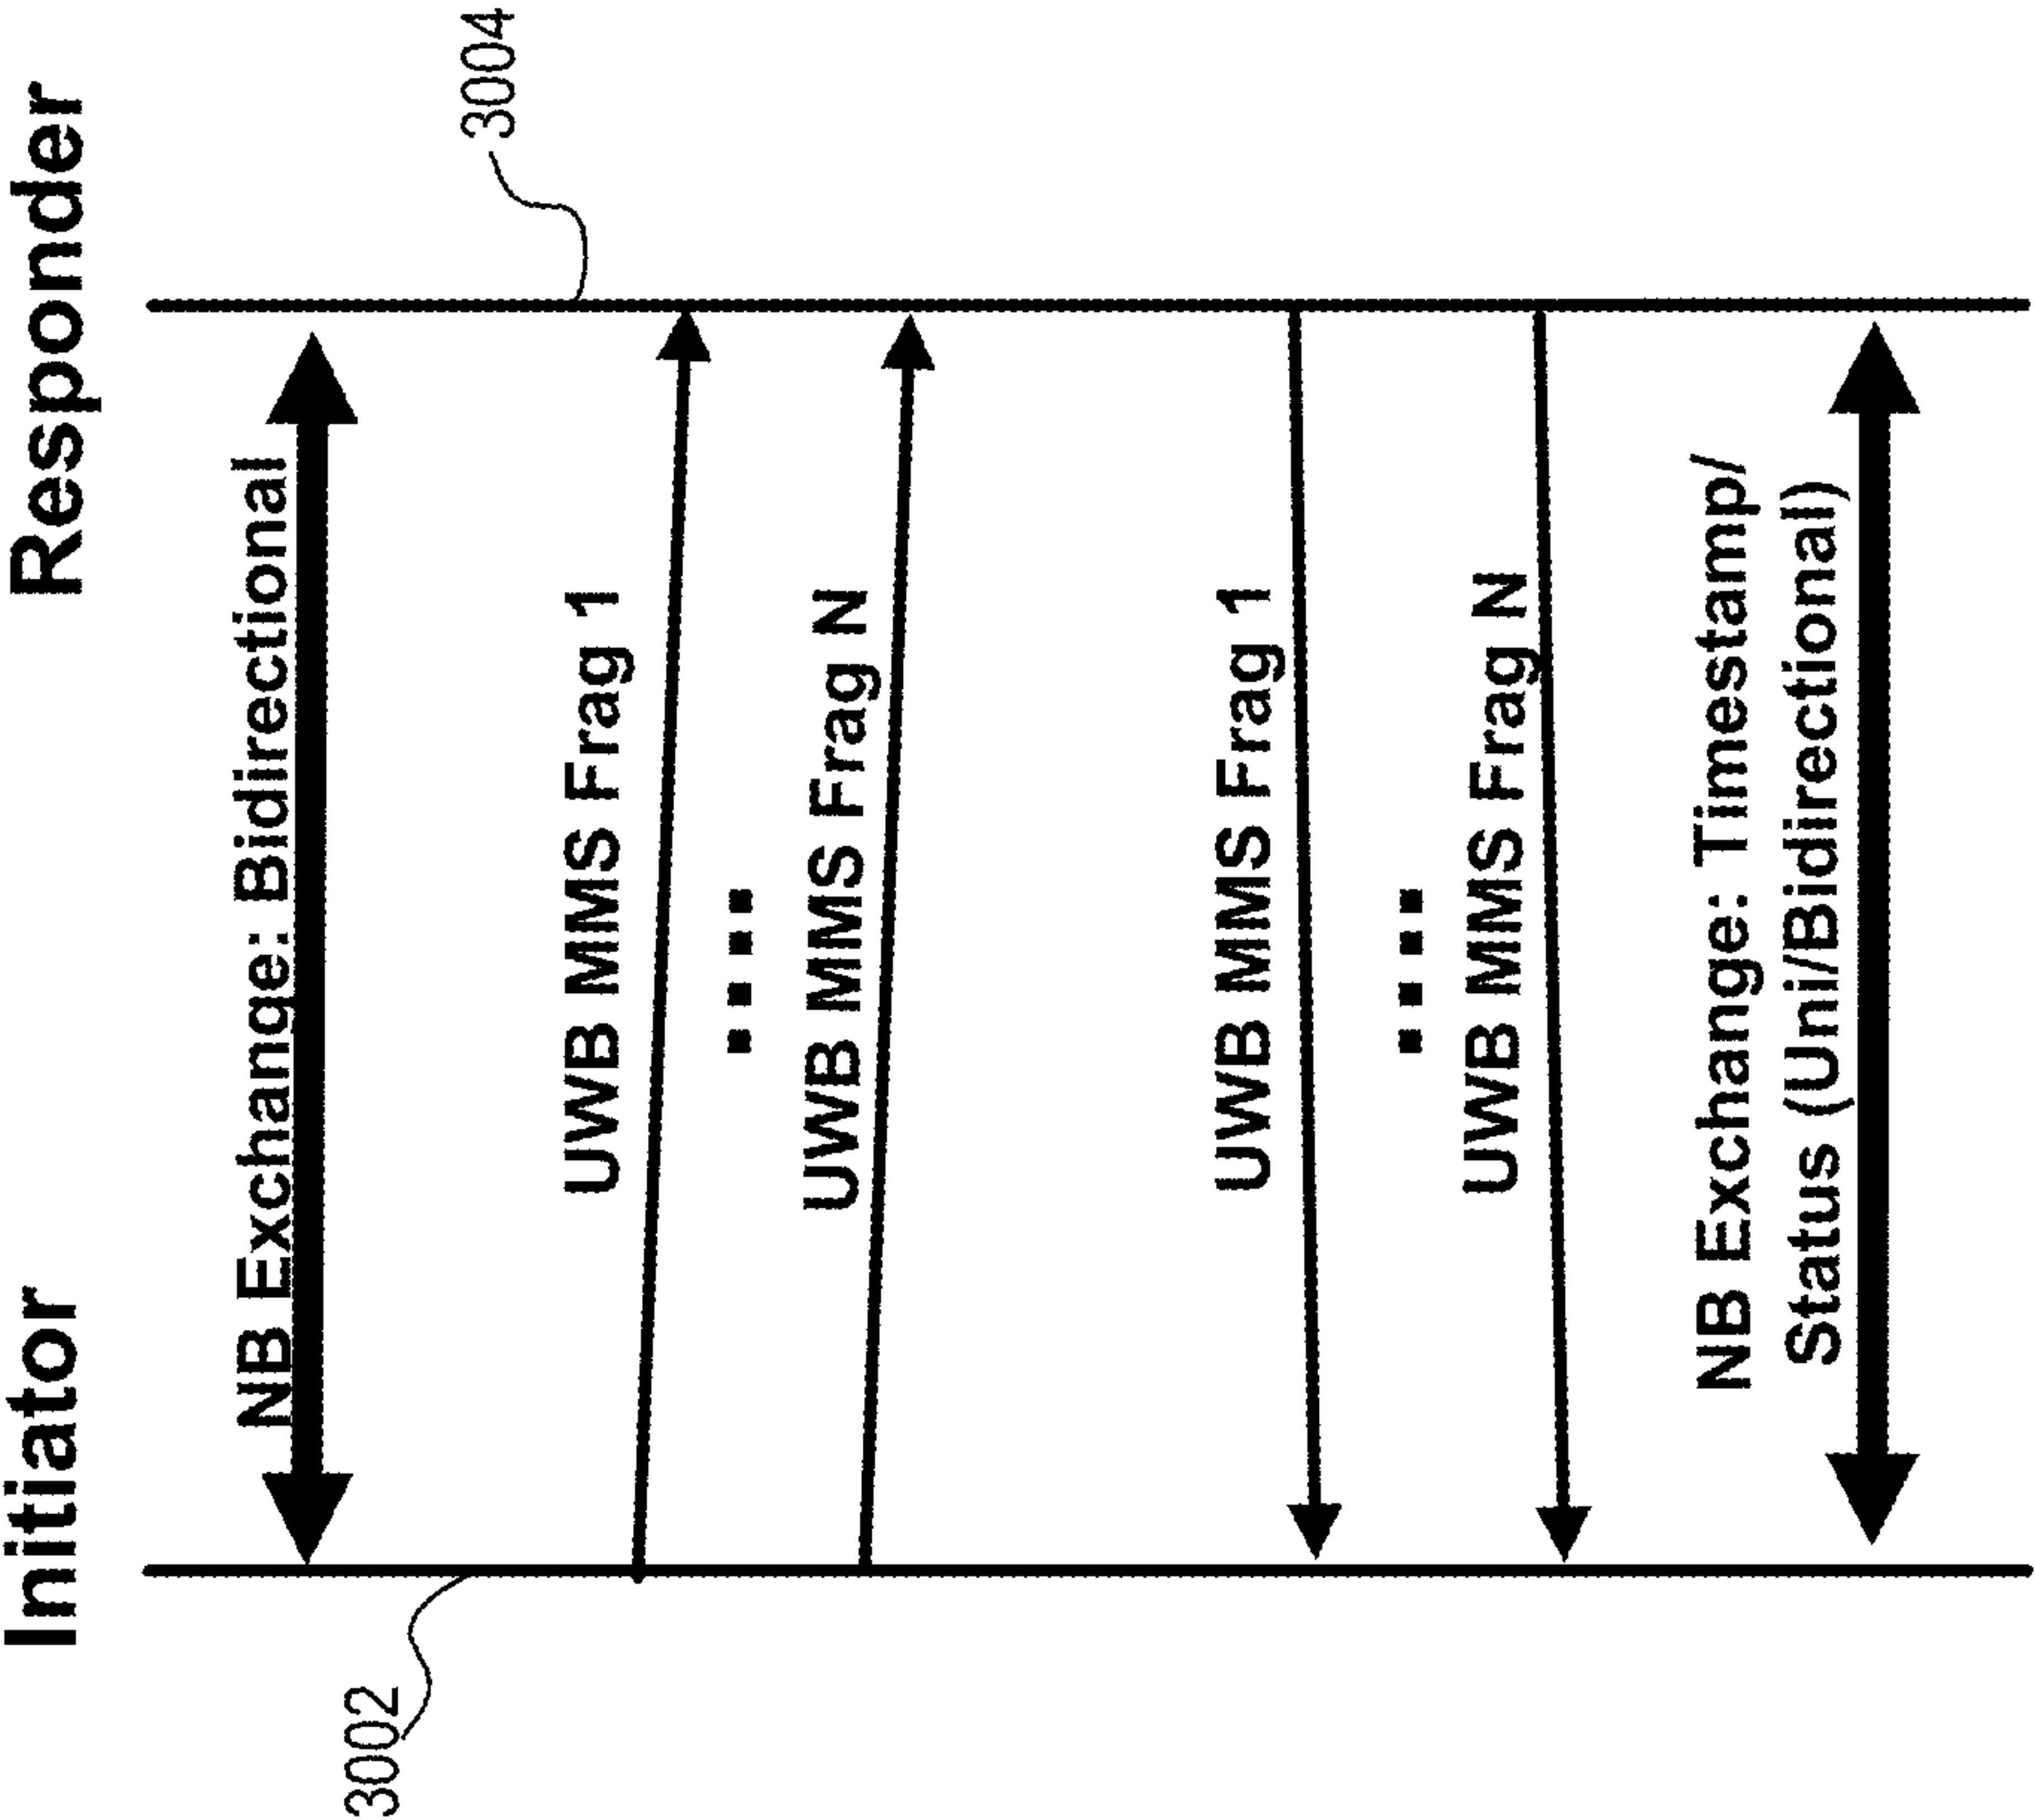 Initiator
Responder
3002
3004
NB Exchange: Bidirectional
UWB MMS Frag 1
UWB MMS Frag N
UWB MMS Frag 1
UWB MMS Frag N
NB Exchange: Timestamp/
Status (Uni/Bidirectional)